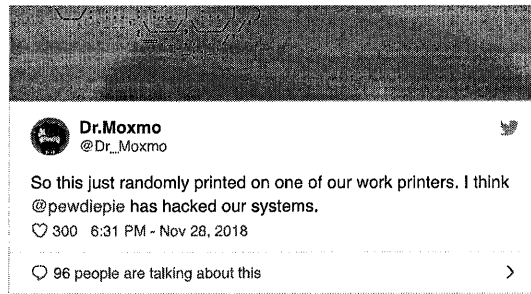 Dr.Moxmo
@Dr_Moxmo
So this just randomly printed on one of our work printers. I think
@pewdiepie has hacked our systems.
300 6:31 PM - Nov 28, 2018
96 people are talking about this